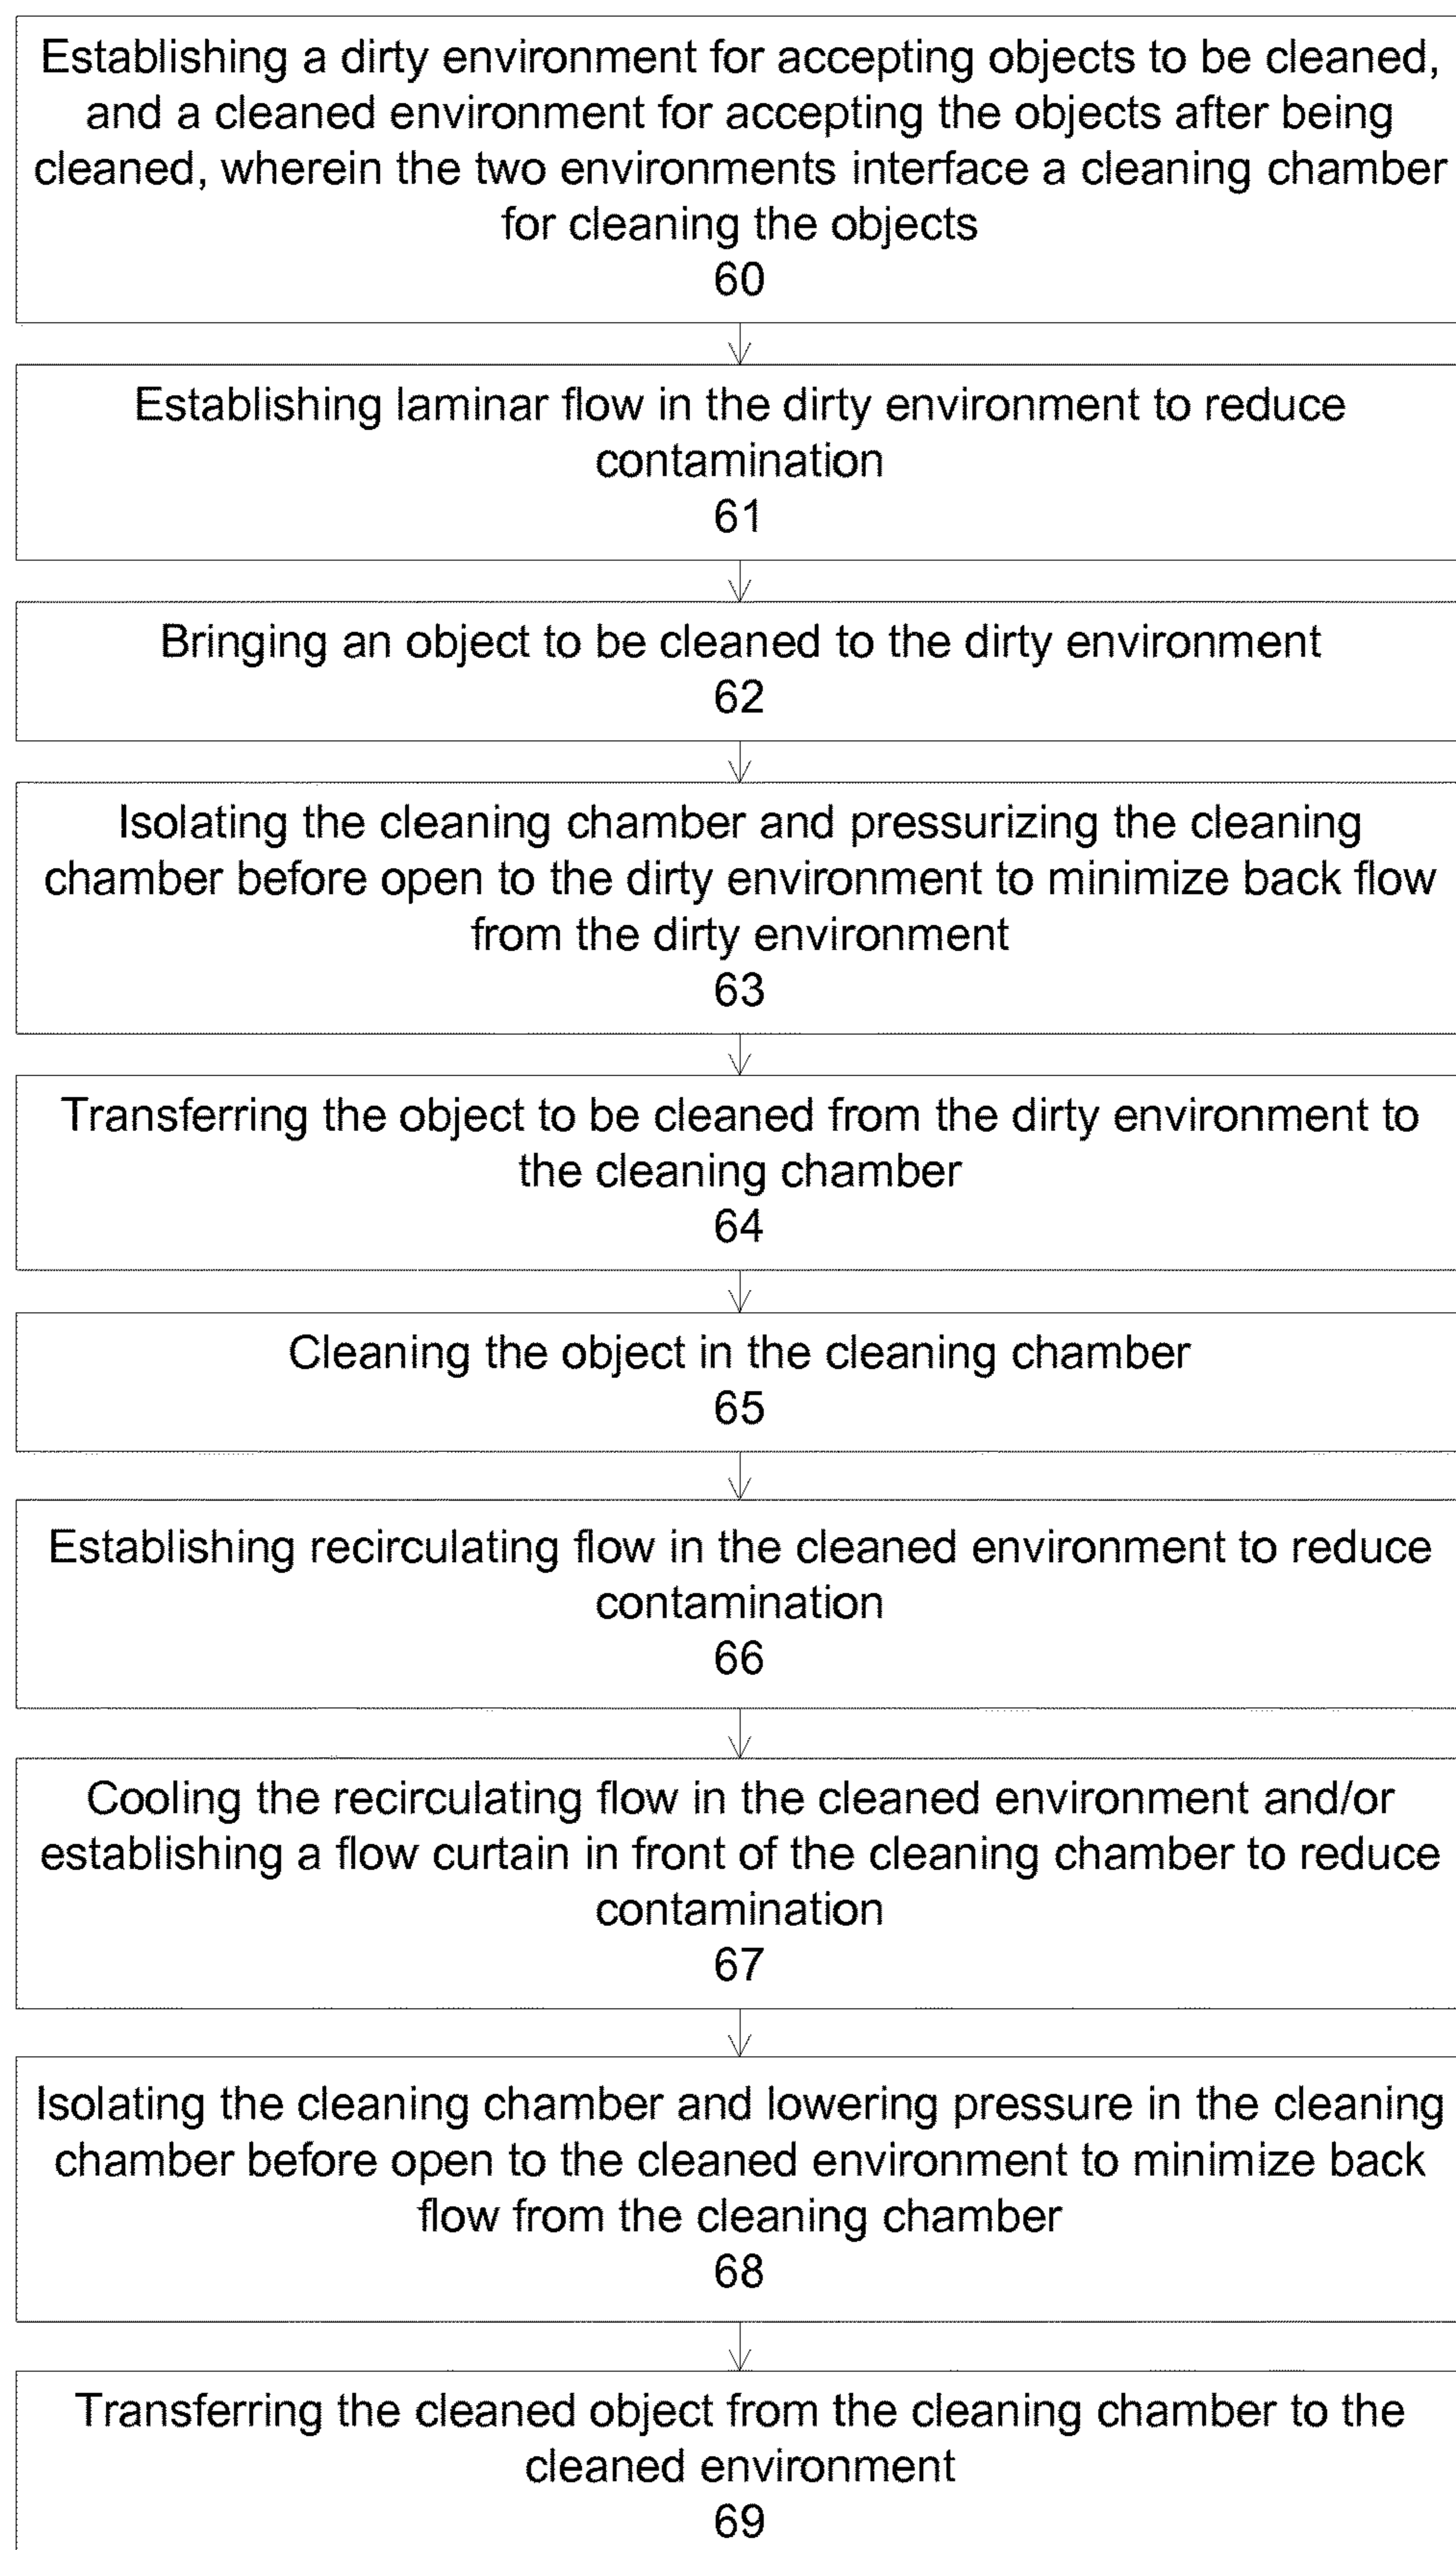 Establishing a dirty environment for accepting objects to be cleaned,
and a cleaned environment for accepting the objects after being
cleaned, wherein the two environments interface a cleaning chamber
for cleaning the objects
60
Establishing laminar flow in the dirty environment to reduce
contamination
61
Bringing an object to be cleaned to the dirty environment
62
Isolating the cleaning chamber and pressurizing the cleaning
chamber before open to the dirty environment to minimize back flow
from the dirty environment
63
Transferring the object to be cleaned from the dirty environment to
the cleaning chamber
64
Cleaning the object in the cleaning chamber
65
Establishing recirculating flow in the cleaned environment to reduce
contamination
66
Cooling the recirculating flow in the cleaned environment and/or
establishing a flow curtain in front of the cleaning chamber to reduce
contamination
67
Isolating the cleaning chamber and lowering pressure in the cleaning
chamber before open to the cleaned environment to minimize back
flow from the cleaning chamber
68
Transferring the cleaned object from the cleaning chamber to the
cleaned environment
69